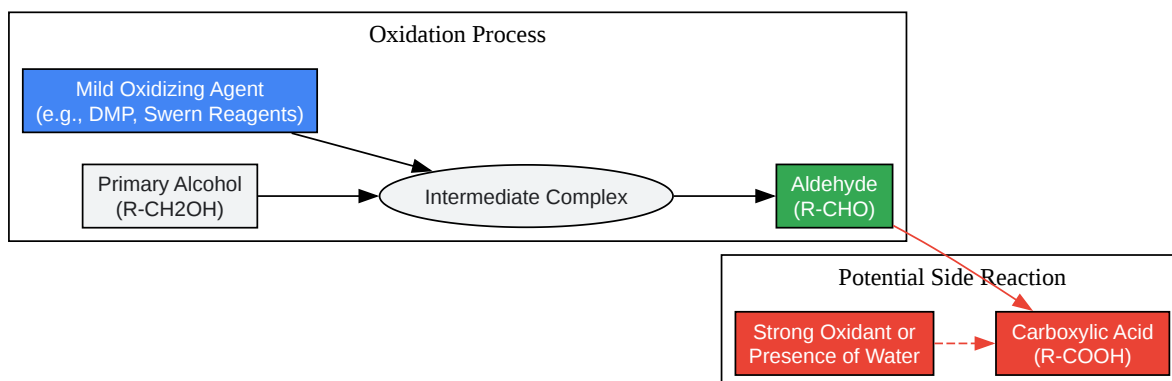 Oxidation Process
Mild Oxidizing Agent
(e.g., DMP, Swern Reagents)
Primary Alcohol
(R-CH2OH)
Intermediate Complex
Aldehyde
(R-CHO)
Potential Side Reaction
Strong Oxidant or
Presence of Water
Carboxylic Acid
(R-COOH)